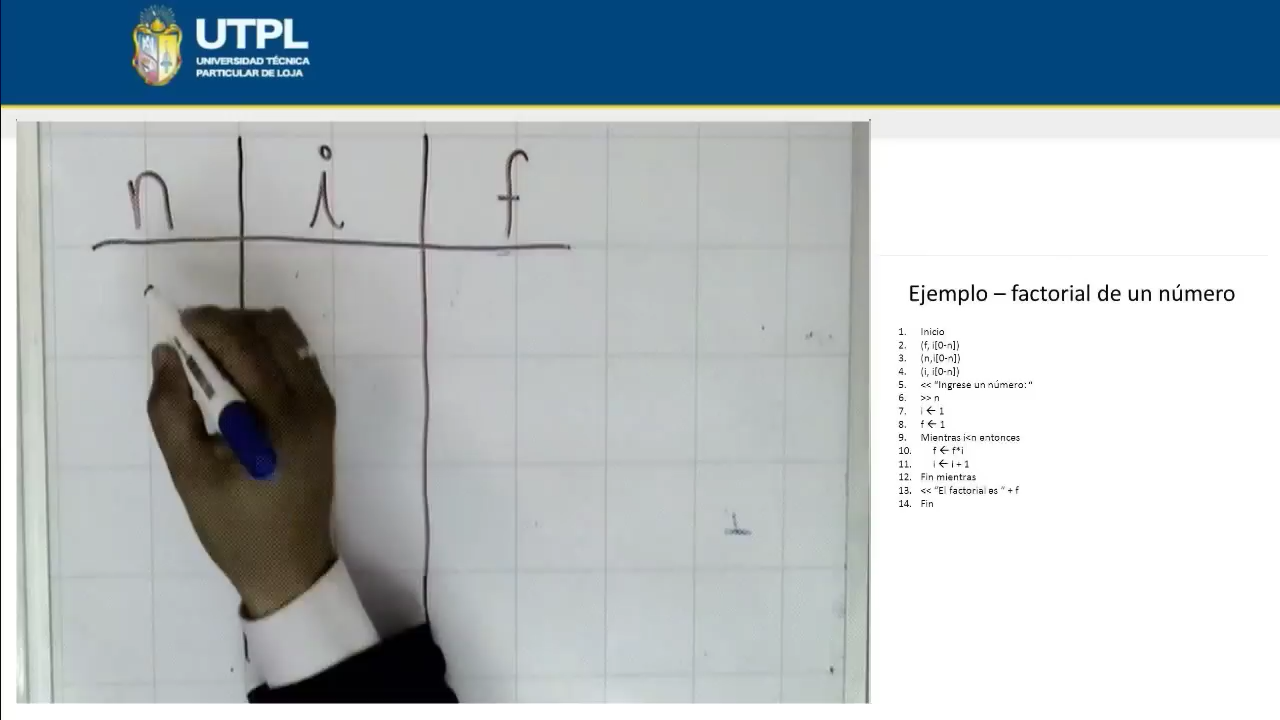 UTPL
UNIVERSIDAD TÉCNICA
PARTICULAR DE LOJA
n i f
Ejemplo – factorial de un número
1. Inicio
2. (f, i[0-n])
3. (n,i[0-n])
4. (i, i[0-n])
5. << "Ingrese un número: "
6. >> n
7. i ← 1
8. f ← 1
9. Mientras i<n entonces
10. f ← f*i
11. i ← i + 1
12. Fin mientras
13. << "El factorial es " + f
14. Fin